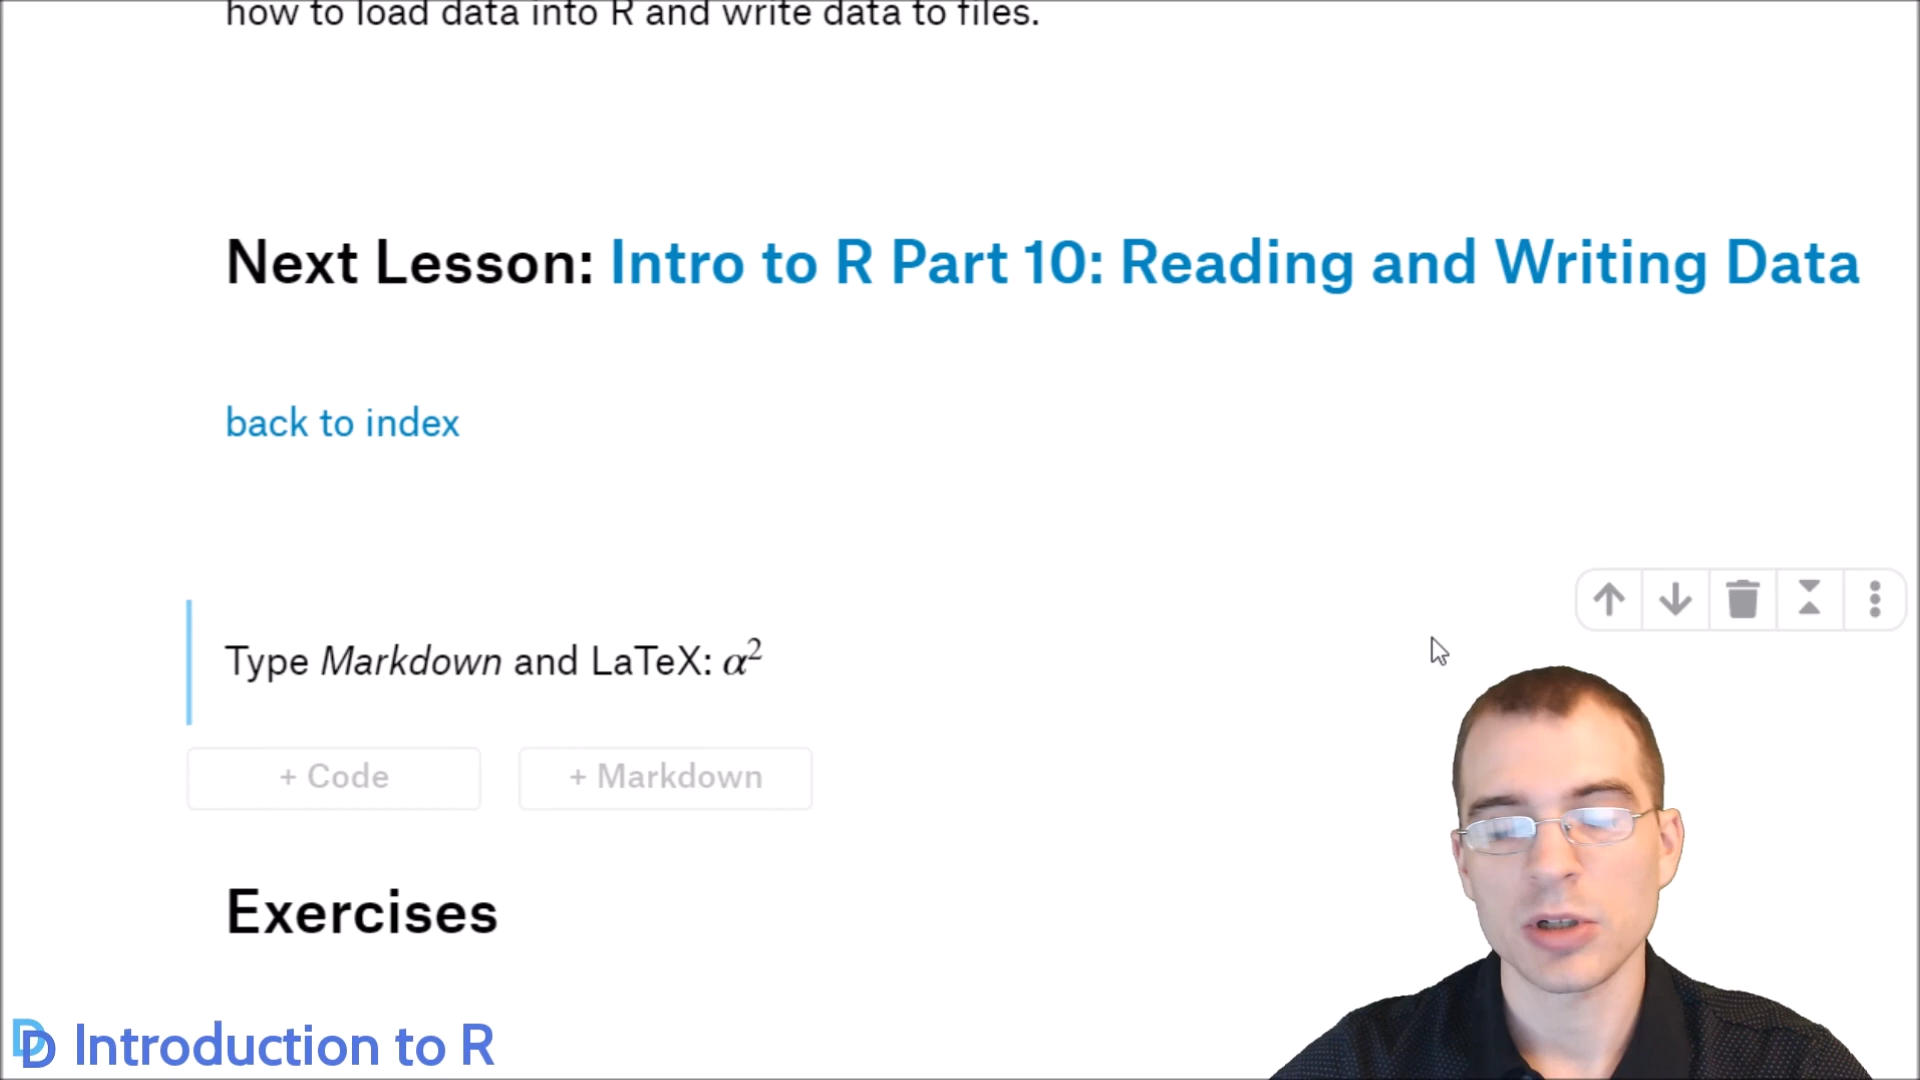 how to load data into R and write data to files.
Next Lesson: Intro to R Part 10: Reading and Writing Data
back to index
Type Markdown and LaTeX: α²
+ Code
+ Markdown
Exercises
Introduction to R